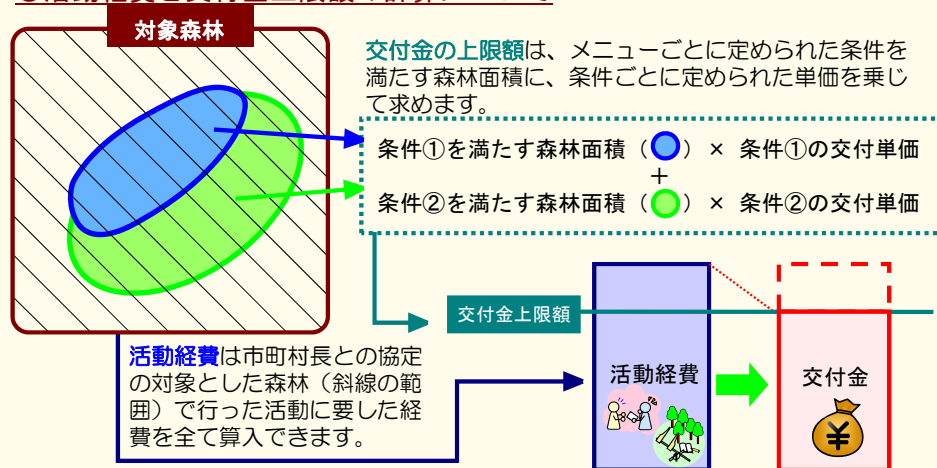 対象森林
交付金の上限額は、メニューごとに定められた条件を
満たす森林面積に、条件ごとに定められた単価を乗じ
て求めます。
条件①を満たす森林面積（　）× 条件①の交付単価
＋
条件②を満たす森林面積（　）× 条件②の交付単価
交付金上限額
活動経費は市町村長との協定
の対象とした森林（斜線の範
囲）で行った活動に要した経
費を全て算入できます。
活動経費
交付金
¥